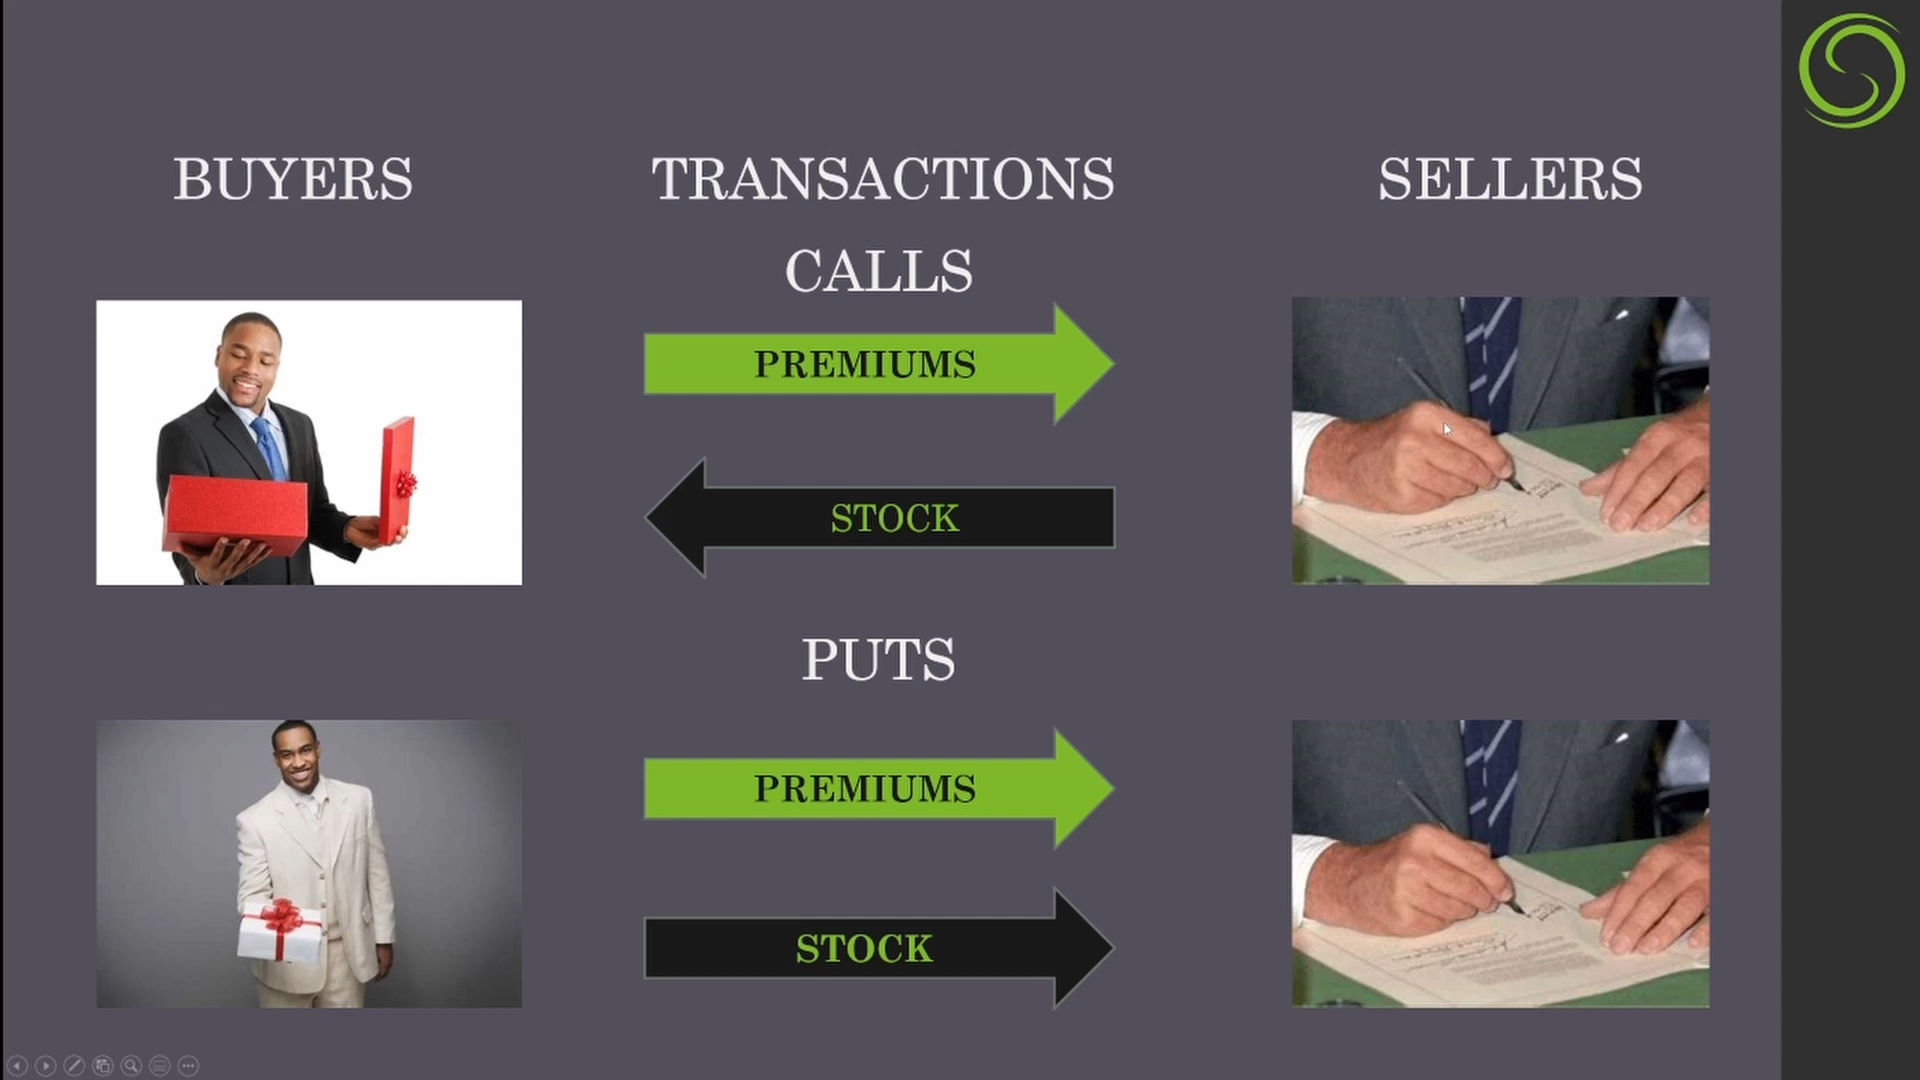 BUYERS
TRANSACTIONS
SELLERS
CALLS
PREMIUMS
STOCK
PUTS
PREMIUMS
STOCK